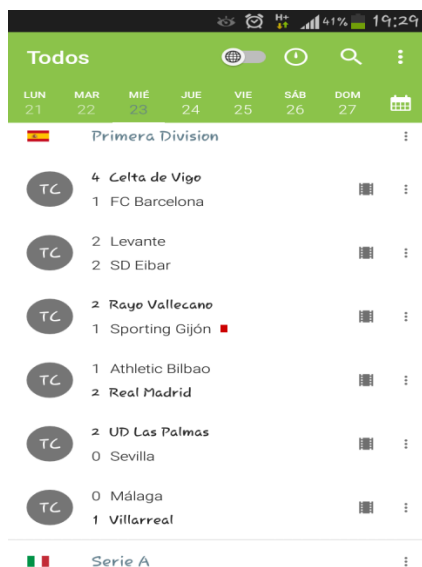 H+ 41% 19:29
Todos
LUN MAR MIÉ JUE VIE SÁB DOM
21 22 23 24 25 26 27
Primera Division
TC
4 Celta de Vigo
1 FC Barcelona
TC
2 Levante
2 SD Eibar
TC
2 Rayo Vallecano
1 Sporting Gijón
TC
1 Athletic Bilbao
2 Real Madrid
TC
2 UD Las Palmas
0 Sevilla
TC
0 Málaga
1 Villarreal
Serie A